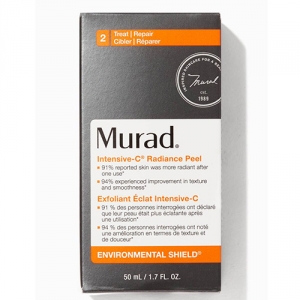 2
Treat | Repair
Cibler | Réparer
Murad
EST.
1989
Murad®
Intensive-C® Radiance Peel
• 91% reported skin was more radiant after
one use*
• 94% experienced improvement in texture
and smoothness*
Exfoliant Éclat Intensive-C
• 91 % des personnes interrogées ont déclaré
que leur peau était plus éclatante après
une utilisation*
• 94 % des personnes interrogées ont noté
une amélioration en termes de texture et
de douceur*
ENVIRONMENTAL SHIELD®
50 mL / 1.7 FL. OZ.